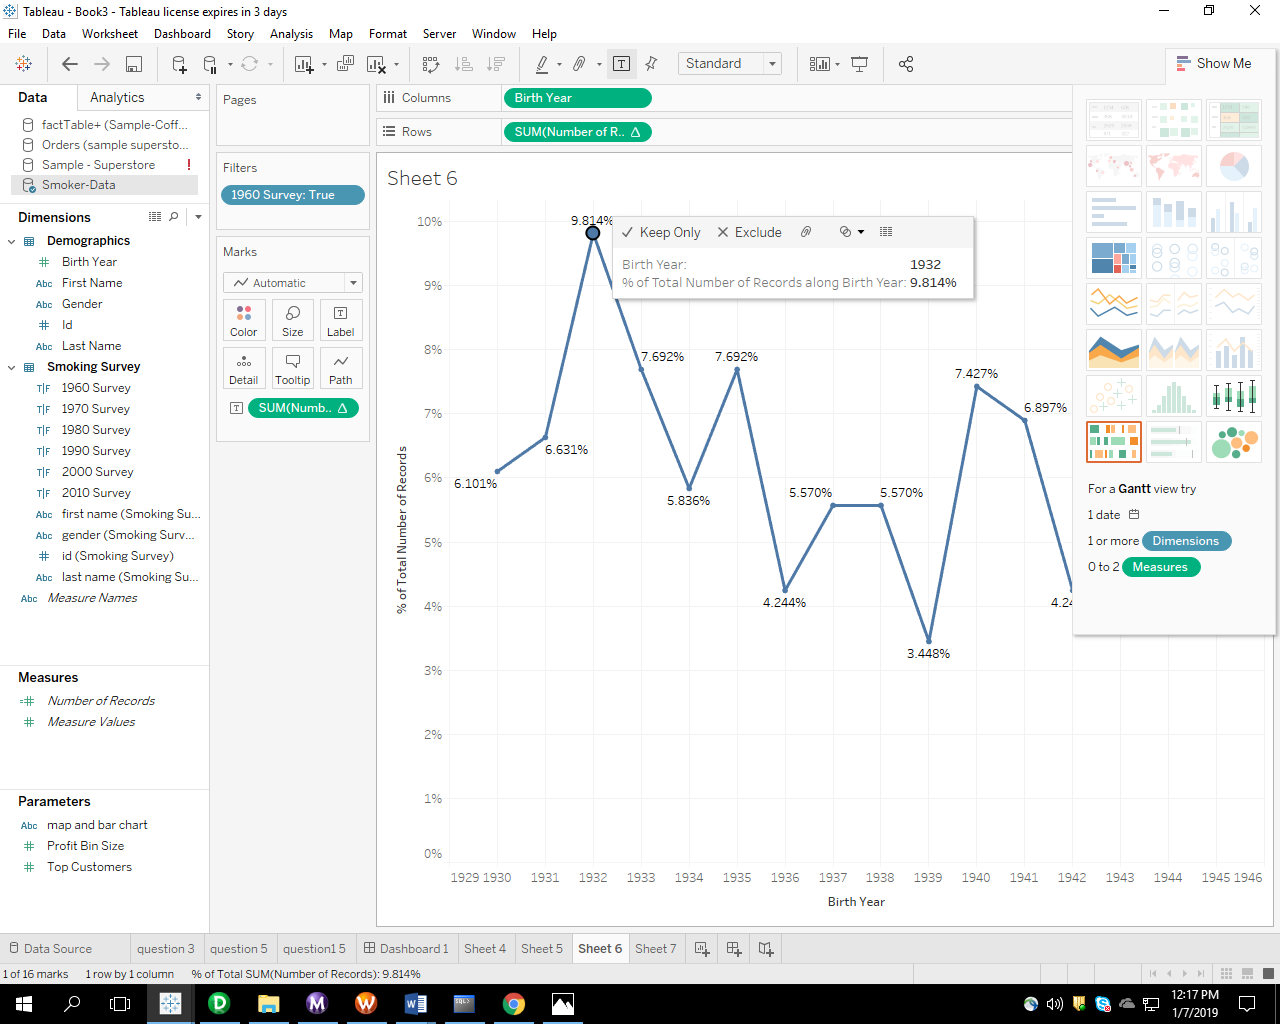 Tableau - Book3 - Tableau license expires in 3 days
File Data Worksheet Dashboard Story Analysis Map Format Server Window Help
Standard
Show Me
Data Analytics
factTable+ (Sample-Coff...
Orders (sample supersto...
Sample - Superstore !
Smoker-Data
Dimensions
Demographics
# Birth Year
Abc First Name
Abc Gender
# Id
Abc Last Name
Smoking Survey
T|F 1960 Survey
T|F 1970 Survey
T|F 1980 Survey
T|F 1990 Survey
T|F 2000 Survey
T|F 2010 Survey
Abc first name (Smoking Su...
Abc gender (Smoking Surv...
# id (Smoking Survey)
Abc last name (Smoking Su...
Abc Measure Names
Measures
=# Number of Records
# Measure Values
Parameters
Abc map and bar chart
# Profit Bin Size
# Top Customers
Pages
Filters
1960 Survey: True
Marks
Automatic
Color Size Label
Detail Tooltip Path
SUM(Numb.. Δ
Columns Birth Year
Rows SUM(Number of R.. Δ
Sheet 6
Keep Only Exclude
Birth Year: 1932
% of Total Number of Records along Birth Year: 9.814%
% of Total Number of Records
10%
9%
8%
7%
6%
5%
4%
3%
2%
1%
0%
6.101%
6.631%
9.814%
7.692%
5.836%
7.692%
4.244%
5.570%
5.570%
3.448%
7.427%
6.897%
1929 1930 1931 1932 1933 1934 1935 1936 1937 1938 1939 1940 1941 1942 1943 1944 1945 1946
Birth Year
For a Gantt view try
1 date
1 or more Dimensions
0 to 2 Measures
Data Source question 3 question 5 question1 5 Dashboard 1 Sheet 4 Sheet 5 Sheet 6 Sheet 7
1 of 16 marks 1 row by 1 column % of Total SUM(Number of Records): 9.814%
12:17 PM
1/7/2019